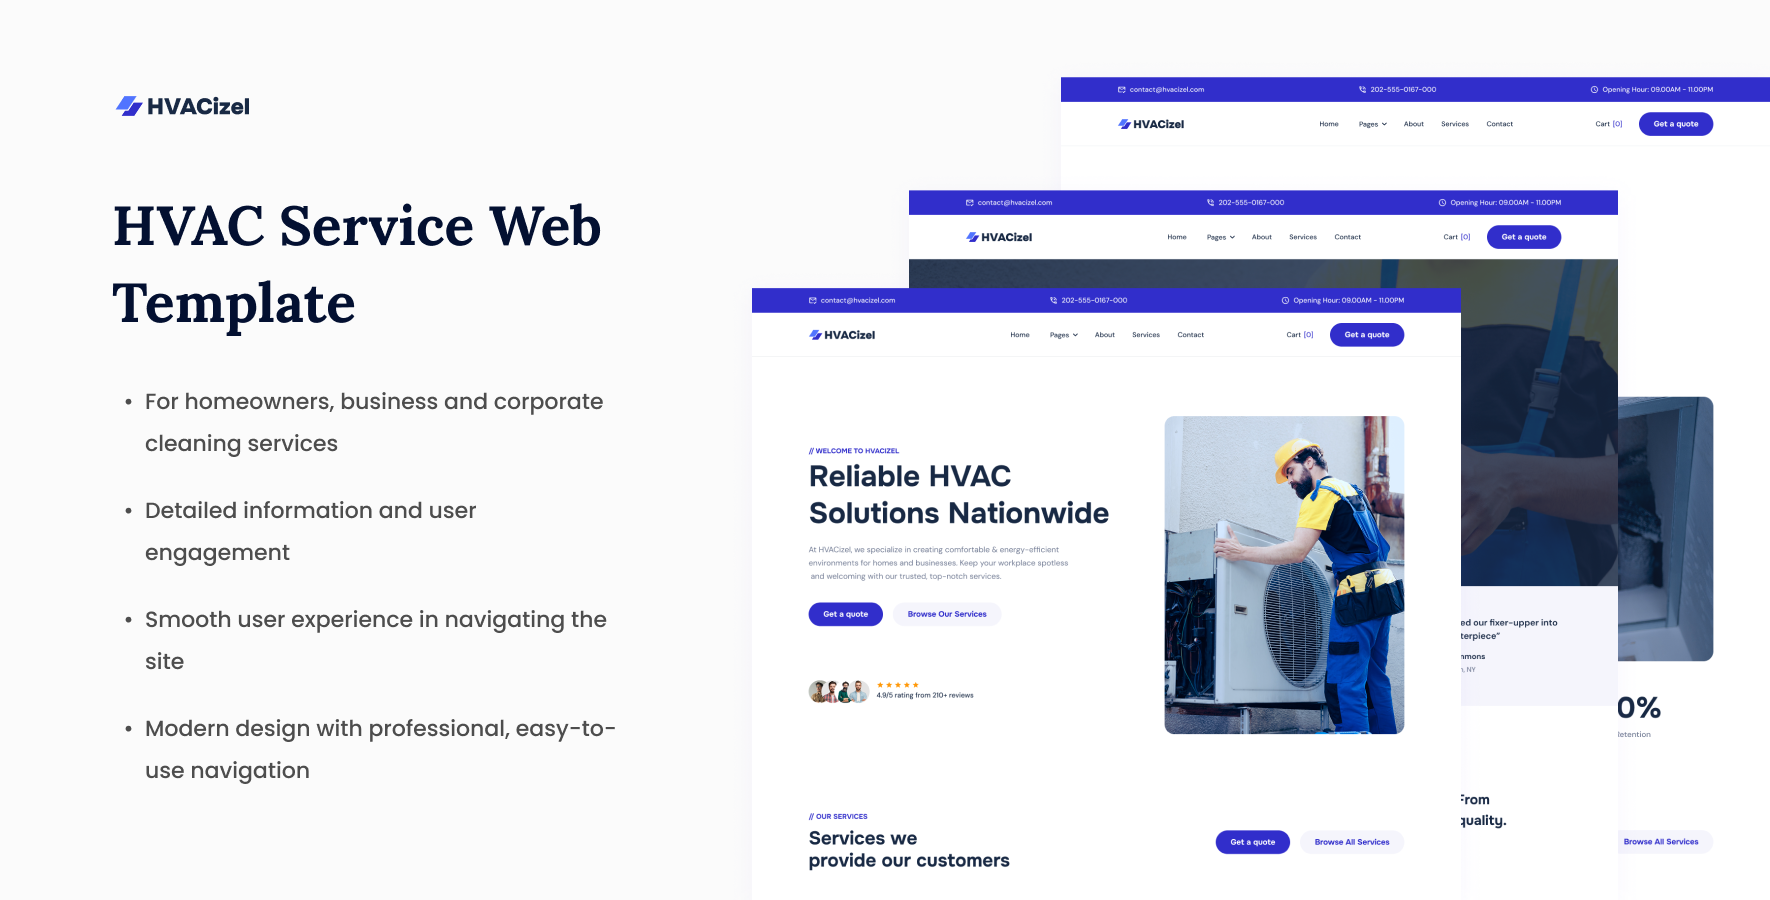 HVACizel
HVAC Service Web
Template
• For homeowners, business and corporate
cleaning services
• Detailed information and user
engagement
• Smooth user experience in navigating the
site
• Modern design with professional, easy-to-
use navigation
contact@hvacizel.com 202-555-0167-000 Opening Hour: 09.00AM - 11.00PM
HVACizel Home Pages About Services Contact Cart [0] Get a quote
contact@hvacizel.com 202-555-0167-000 Opening Hour: 09.00AM - 11.00PM
HVACizel Home Pages About Services Contact Cart [0] Get a quote
contact@hvacizel.com 202-555-0167-000 Opening Hour: 09.00AM - 11.00PM
HVACizel Home Pages About Services Contact Cart [0] Get a quote
// WELCOME TO HVACIZEL
Reliable HVAC
Solutions Nationwide
At HVACizel, we specialize in creating comfortable & energy-efficient
environments for homes and businesses. Keep your workplace spotless
and welcoming with our trusted, top-notch services.
Get a quote Browse Our Services
4.9/5 rating from 210+ reviews
// OUR SERVICES
Services we
provide our customers
Get a quote Browse All Services
ed our fixer-upper into
terpiece”
mmons
, NY
From
quality.
0%
etention
Browse All Services